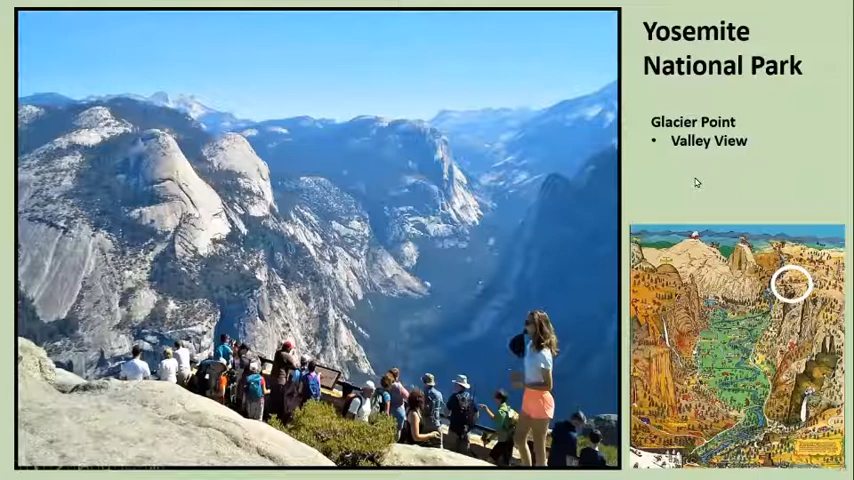 Yosemite
National Park
Glacier Point
• Valley View